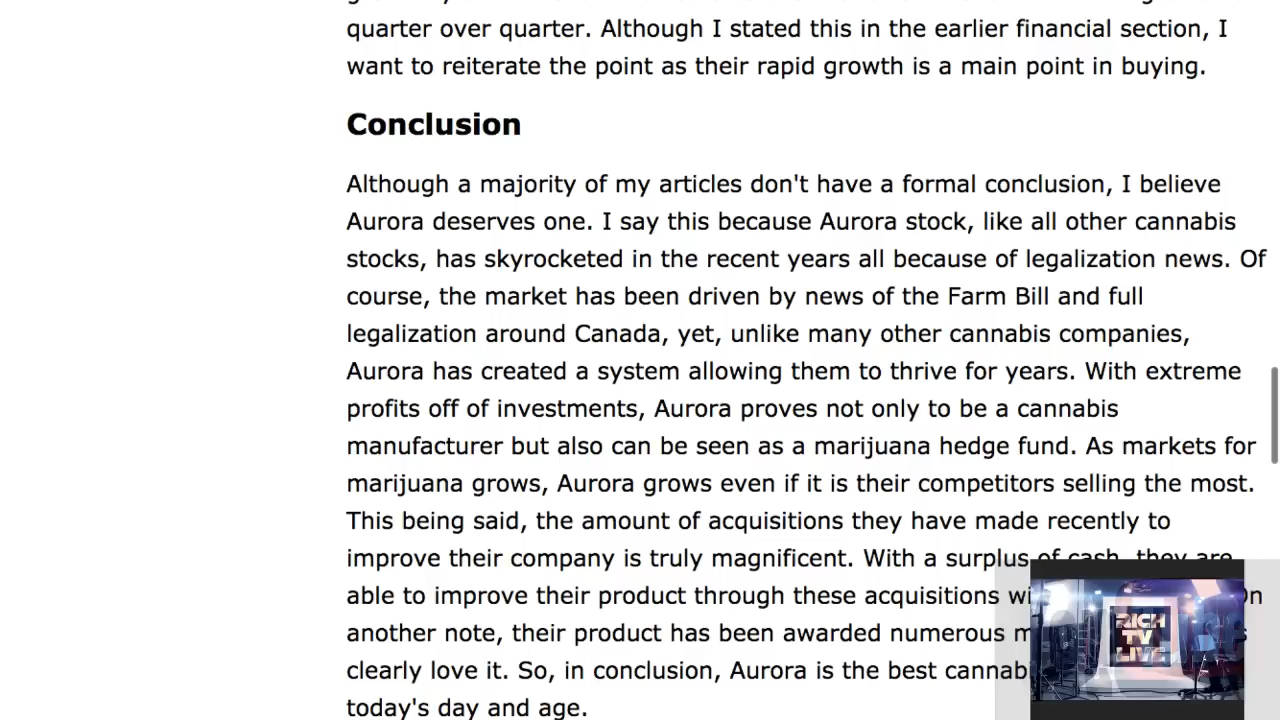 quarter over quarter. Although I stated this in the earlier financial section, I
want to reiterate the point as their rapid growth is a main point in buying.
Conclusion
Although a majority of my articles don't have a formal conclusion, I believe
Aurora deserves one. I say this because Aurora stock, like all other cannabis
stocks, has skyrocketed in the recent years all because of legalization news. Of
course, the market has been driven by news of the Farm Bill and full
legalization around Canada, yet, unlike many other cannabis companies,
Aurora has created a system allowing them to thrive for years. With extreme
profits off of investments, Aurora proves not only to be a cannabis
manufacturer but also can be seen as a marijuana hedge fund. As markets for
marijuana grows, Aurora grows even if it is their competitors selling the most.
This being said, the amount of acquisitions they have made recently to
improve their company is truly magnificent. With a surplus of cash, they are
able to improve their product through these acquisitions
another note, their product has been awarded numerous
clearly love it. So, in conclusion, Aurora is the best
today's day and age.
RICH
TV
LIVE